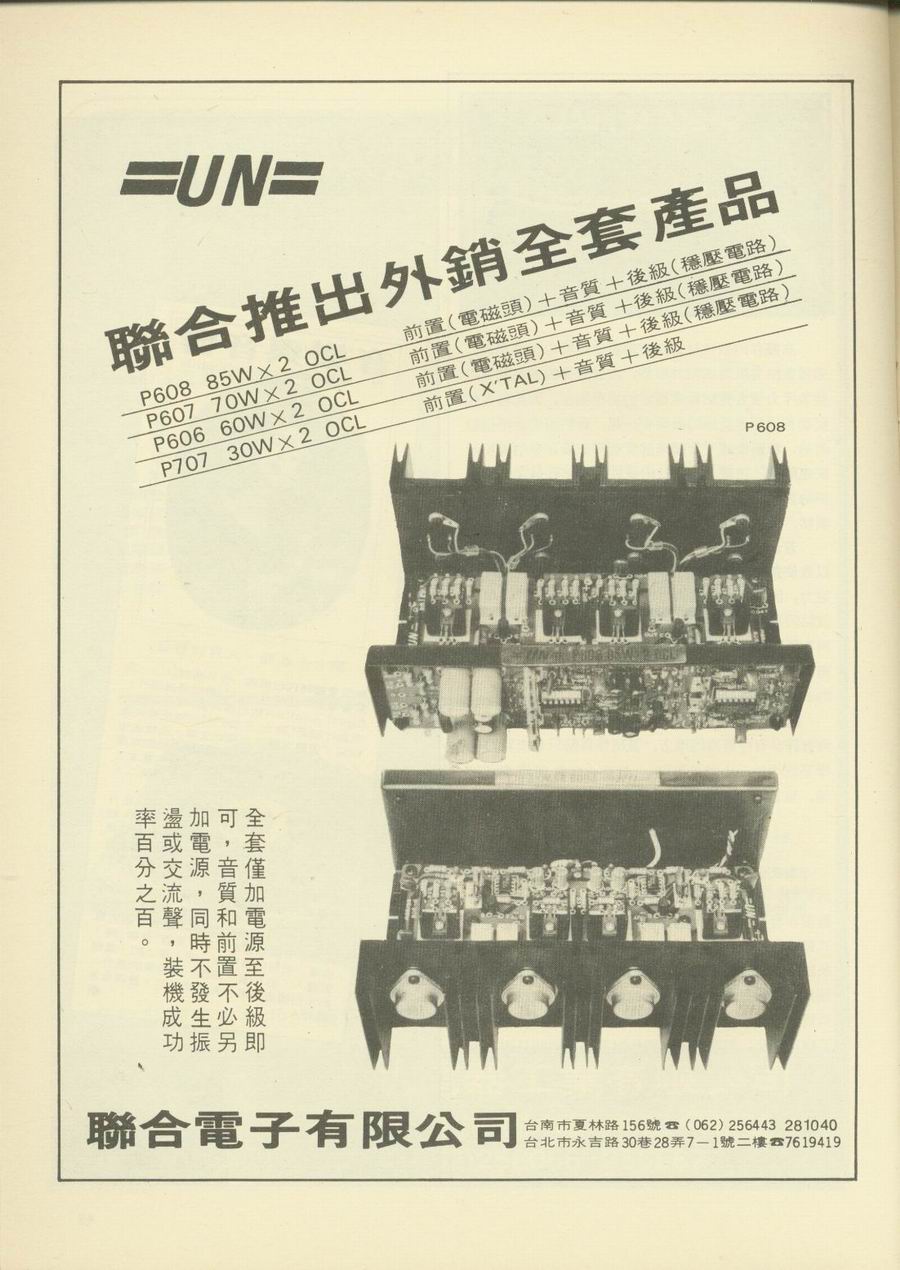 =UN=
聯合推出外銷全套產品
P608 85W×2 OCL 前置(電磁頭)＋音質＋後級(穩壓電路)
P607 70W×2 OCL 前置(電磁頭)＋音質＋後級(穩壓電路)
P606 60W×2 OCL 前置(電磁頭)＋音質＋後級(穩壓電路)
P707 30W×2 OCL 前置(X'TAL)＋音質＋後級
P608
全套僅加電源至後級即
可，音質和前置不必另
加電源，同時不發生振
盪或交流聲，裝機成功
率百分之百。
聯合電子有限公司
台南市夏林路156號☎(062)256443 281040
台北市永吉路30巷28弄7－1號二樓☎7619419